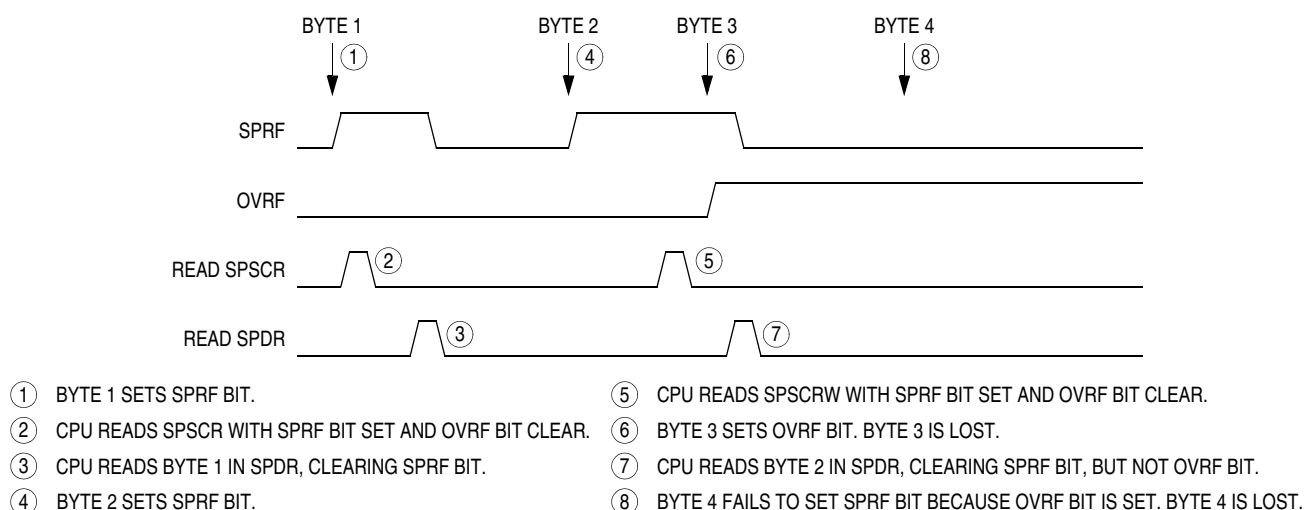 BYTE 1 BYTE 2 BYTE 3 BYTE 4
1 4 6 8
SPRF
OVRF
READ SPSCR 2 5
READ SPDR 3 7
1 BYTE 1 SETS SPRF BIT.
2 CPU READS SPSCR WITH SPRF BIT SET AND OVRF BIT CLEAR.
3 CPU READS BYTE 1 IN SPDR, CLEARING SPRF BIT.
4 BYTE 2 SETS SPRF BIT.
5 CPU READS SPSCRW WITH SPRF BIT SET AND OVRF BIT CLEAR.
6 BYTE 3 SETS OVRF BIT. BYTE 3 IS LOST.
7 CPU READS BYTE 2 IN SPDR, CLEARING SPRF BIT, BUT NOT OVRF BIT.
8 BYTE 4 FAILS TO SET SPRF BIT BECAUSE OVRF BIT IS SET. BYTE 4 IS LOST.